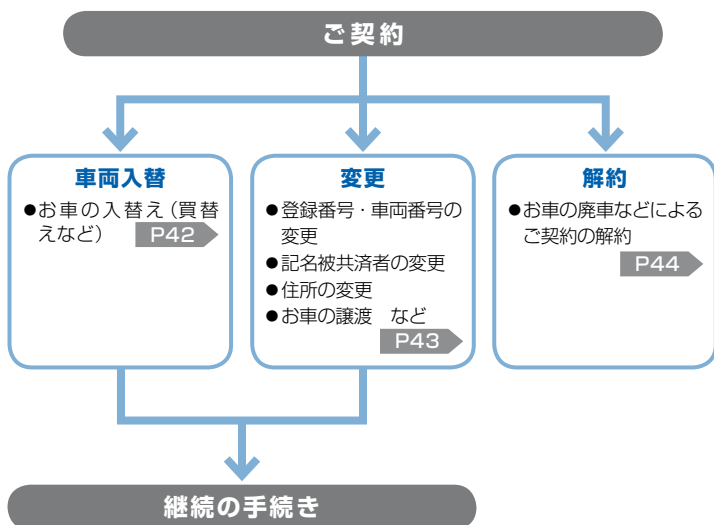 ご契約
車両入替
●お車の入替え(買替
えなど) P42
変更
●登録番号・車両番号の
変更
●記名被共済者の変更
●住所の変更
●お車の譲渡 など
P43
解約
●お車の廃車などによる
ご契約の解約
P44
継続の手続き